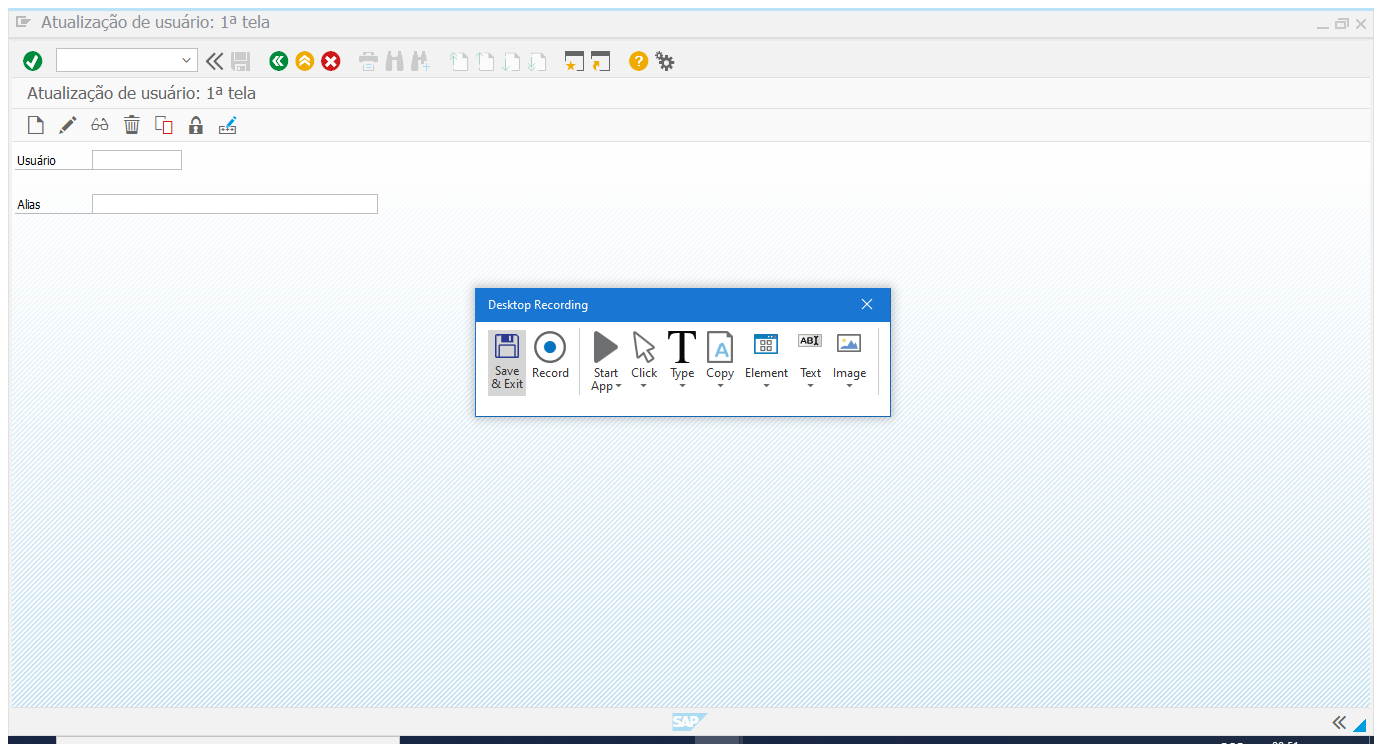 Atualização de usuário: 1ª tela
Atualização de usuário: 1ª tela
Usuário
Alias
Desktop Recording
Save & Exit
Record
Start App
Click
Type
Copy
Element
ABI
Text
Image
SAP